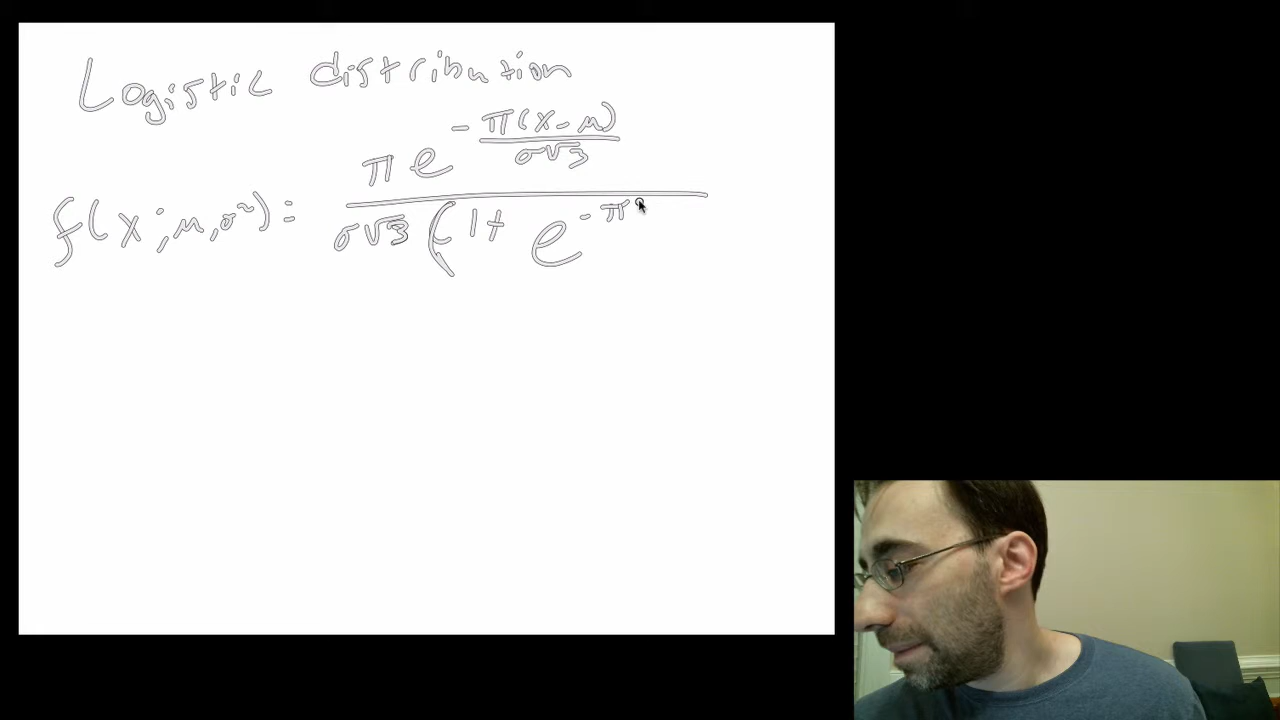 Logistic distribution
f(x; μ, σ²) = π e^{-π(x-μ)/(σ√3)} / σ√3 (1+ e^{-π